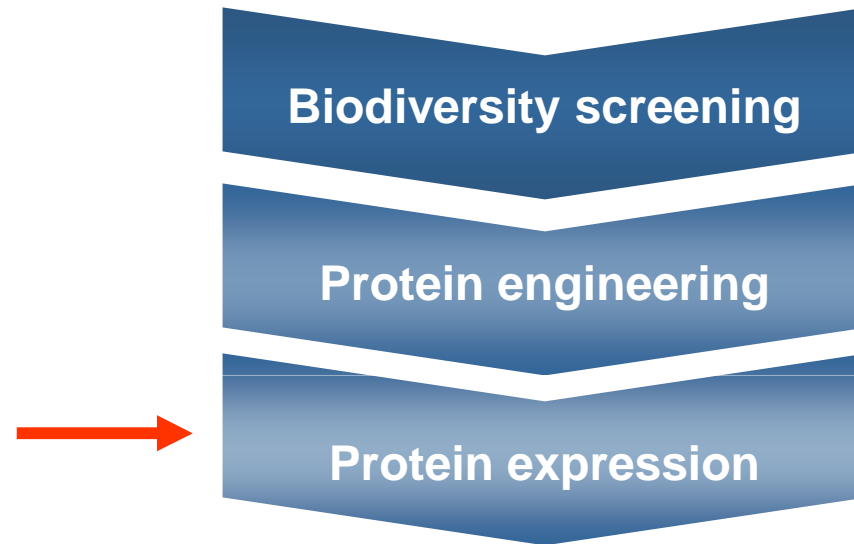 Biodiversity screening
Protein engineering
Protein expression